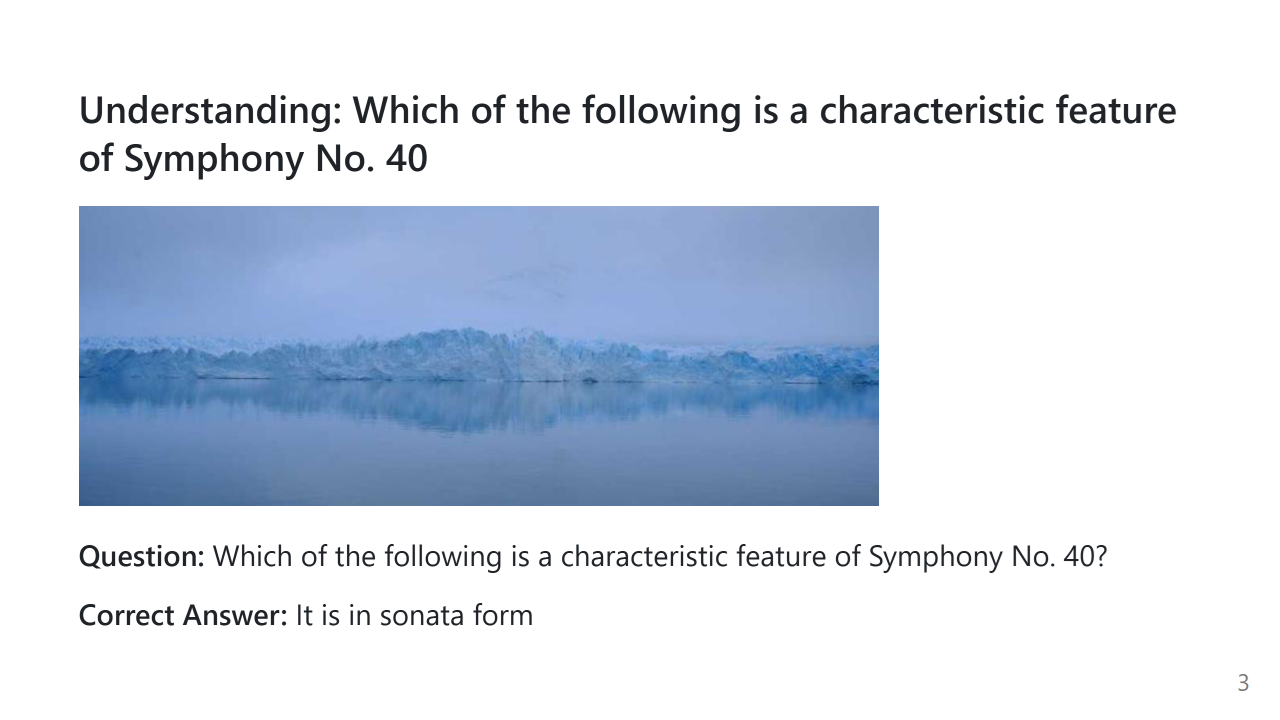 Understanding: Which of the following is a characteristic feature
of Symphony No. 40
Question: Which of the following is a characteristic feature of Symphony No. 40?
Correct Answer: It is in sonata form
3